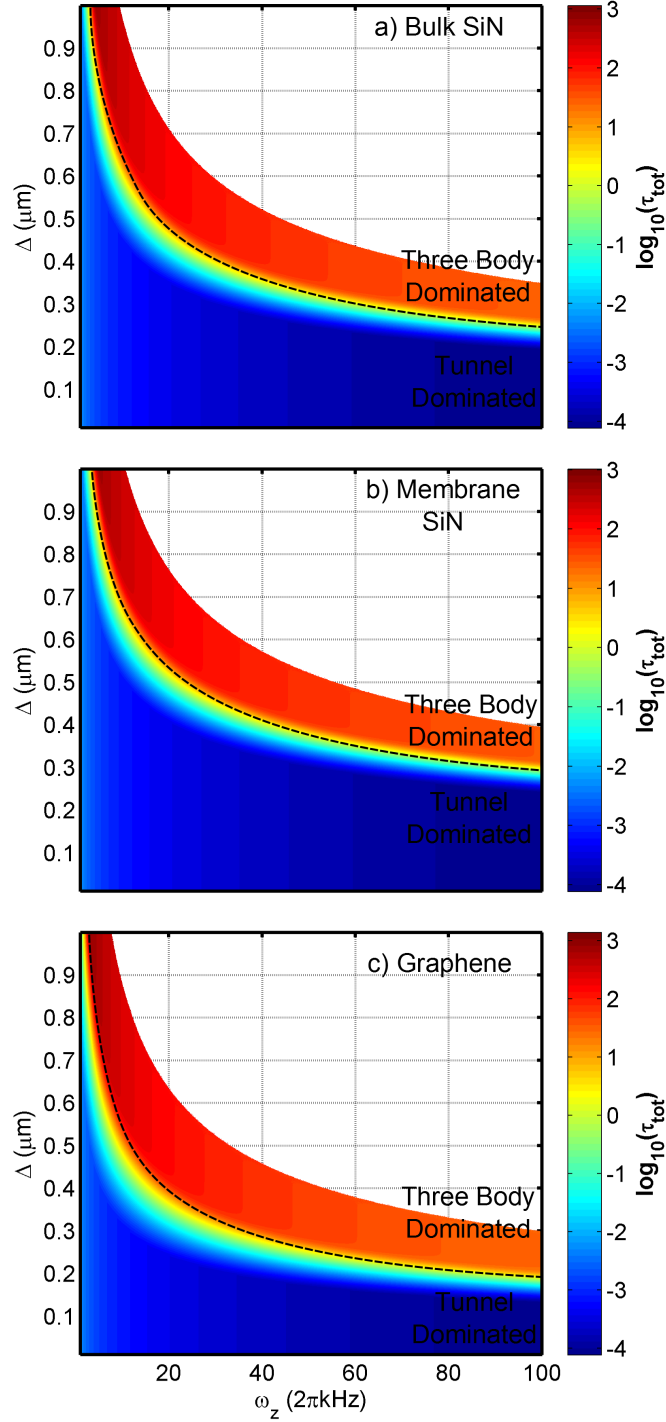 a) Bulk SiN
0.9
0.8
0.7
0.6
0.5
0.4
0.3
0.2
0.1
Δ (μm)
Three Body
Dominated
Tunnel
Dominated
3
2
1
0
-1
-2
-3
-4
log10(τtot)
b) Membrane
SiN
0.9
0.8
0.7
0.6
0.5
0.4
0.3
0.2
0.1
Δ (μm)
Three Body
Dominated
Tunnel
Dominated
3
2
1
0
-1
-2
-3
-4
log10(τtot)
c) Graphene
0.9
0.8
0.7
0.6
0.5
0.4
0.3
0.2
0.1
Δ (μm)
Three Body
Dominated
Tunnel
Dominated
3
2
1
0
-1
-2
-3
-4
log10(τtot)
20 40 60 80 100
ωz (2πkHz)